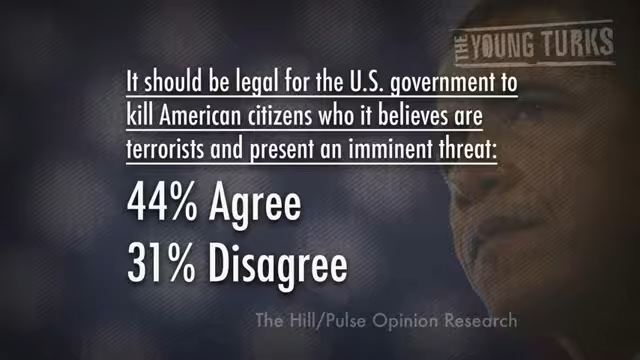 THE YOUNG TURKS
It should be legal for the U.S. government to
kill American citizens who it believes are
terrorists and present an imminent threat:
44% Agree
31% Disagree
The Hill/Pulse Opinion Research